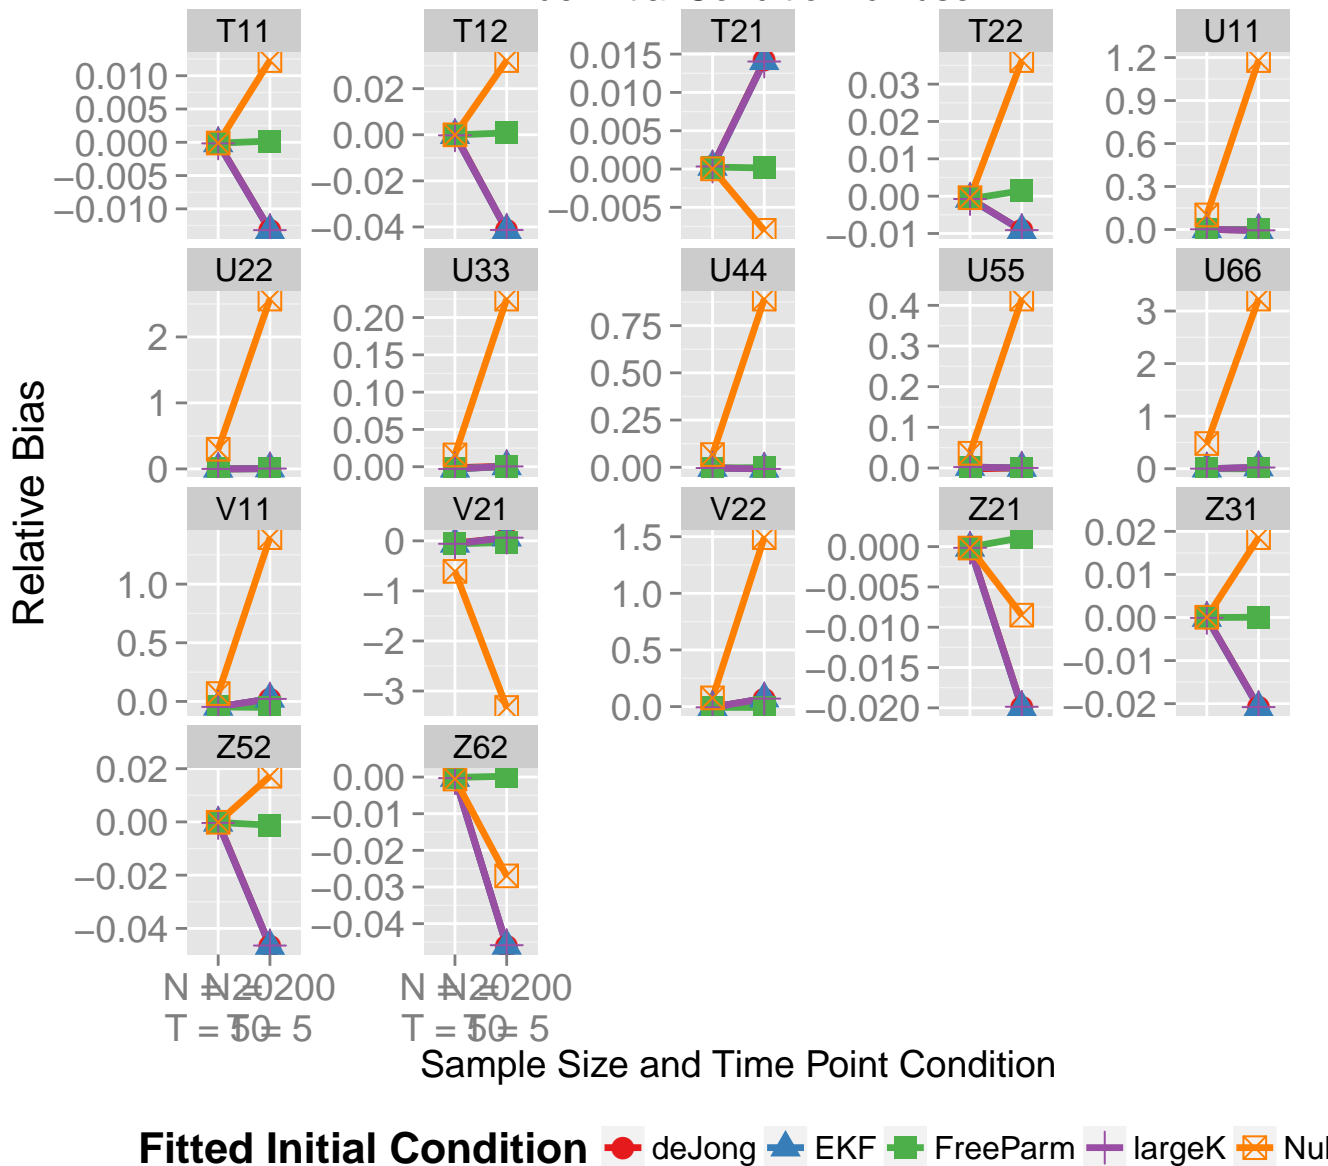 T11 T12 T21 T22 U11
0.010 0.005 0.000 −0.005 −0.010
0.02 0.00 −0.02 −0.04
0.015 0.010 0.005 0.000 −0.005
0.03 0.02 0.01 0.00 −0.01
1.2 0.9 0.6 0.3 0.0
U22 U33 U44 U55 U66
2 1 0
0.20 0.15 0.10 0.05 0.00
0.75 0.50 0.25 0.00
0.4 0.3 0.2 0.1 0.0
3 2 1 0
Relative Bias
V11 V21 V22 Z21 Z31
1.0 0.5 0.0
0 −1 −2 −3
1.5 1.0 0.5 0.0
0.000 −0.005 −0.010 −0.015 −0.020
0.02 0.01 0.00 −0.01 −0.02
Z52 Z62
0.02 0.00 −0.02 −0.04
0.00 −0.01 −0.02 −0.03 −0.04
N = 20 N = 200 N = 20 N = 200
T = 50 T = 5 T = 50 T = 5
Sample Size and Time Point Condition
Fitted Initial Condition deJong EKF FreeParm largeK Nul